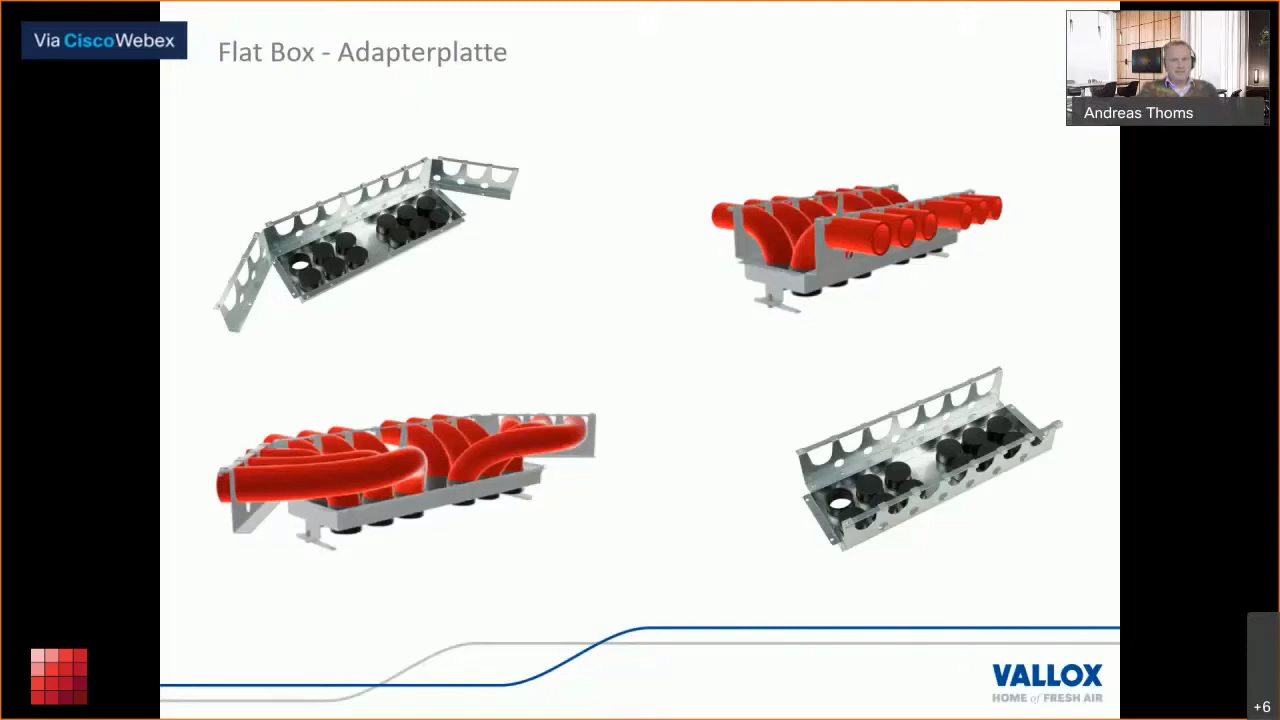 Via CiscoWebex
Flat Box - Adapterplatte
Andreas Thoms
VALLOX
HOME of FRESH AIR
+6